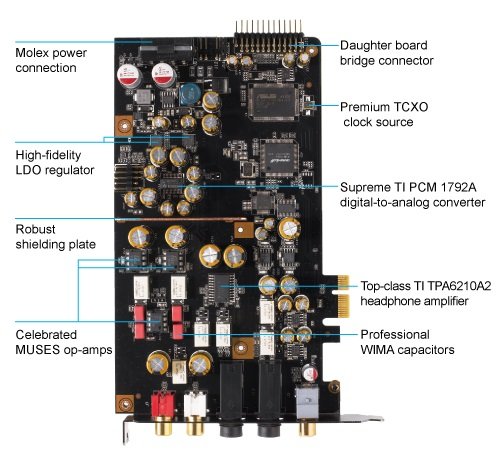 Molex power
connection
Daughter board
bridge connector
Premium TCXO
clock source
High-fidelity
LDO regulator
Supreme TI PCM 1792A
digital-to-analog converter
Robust
shielding plate
Top-class TI TPA6210A2
headphone amplifier
Celebrated
MUSES op-amps
Professional
WIMA capacitors
ASUS